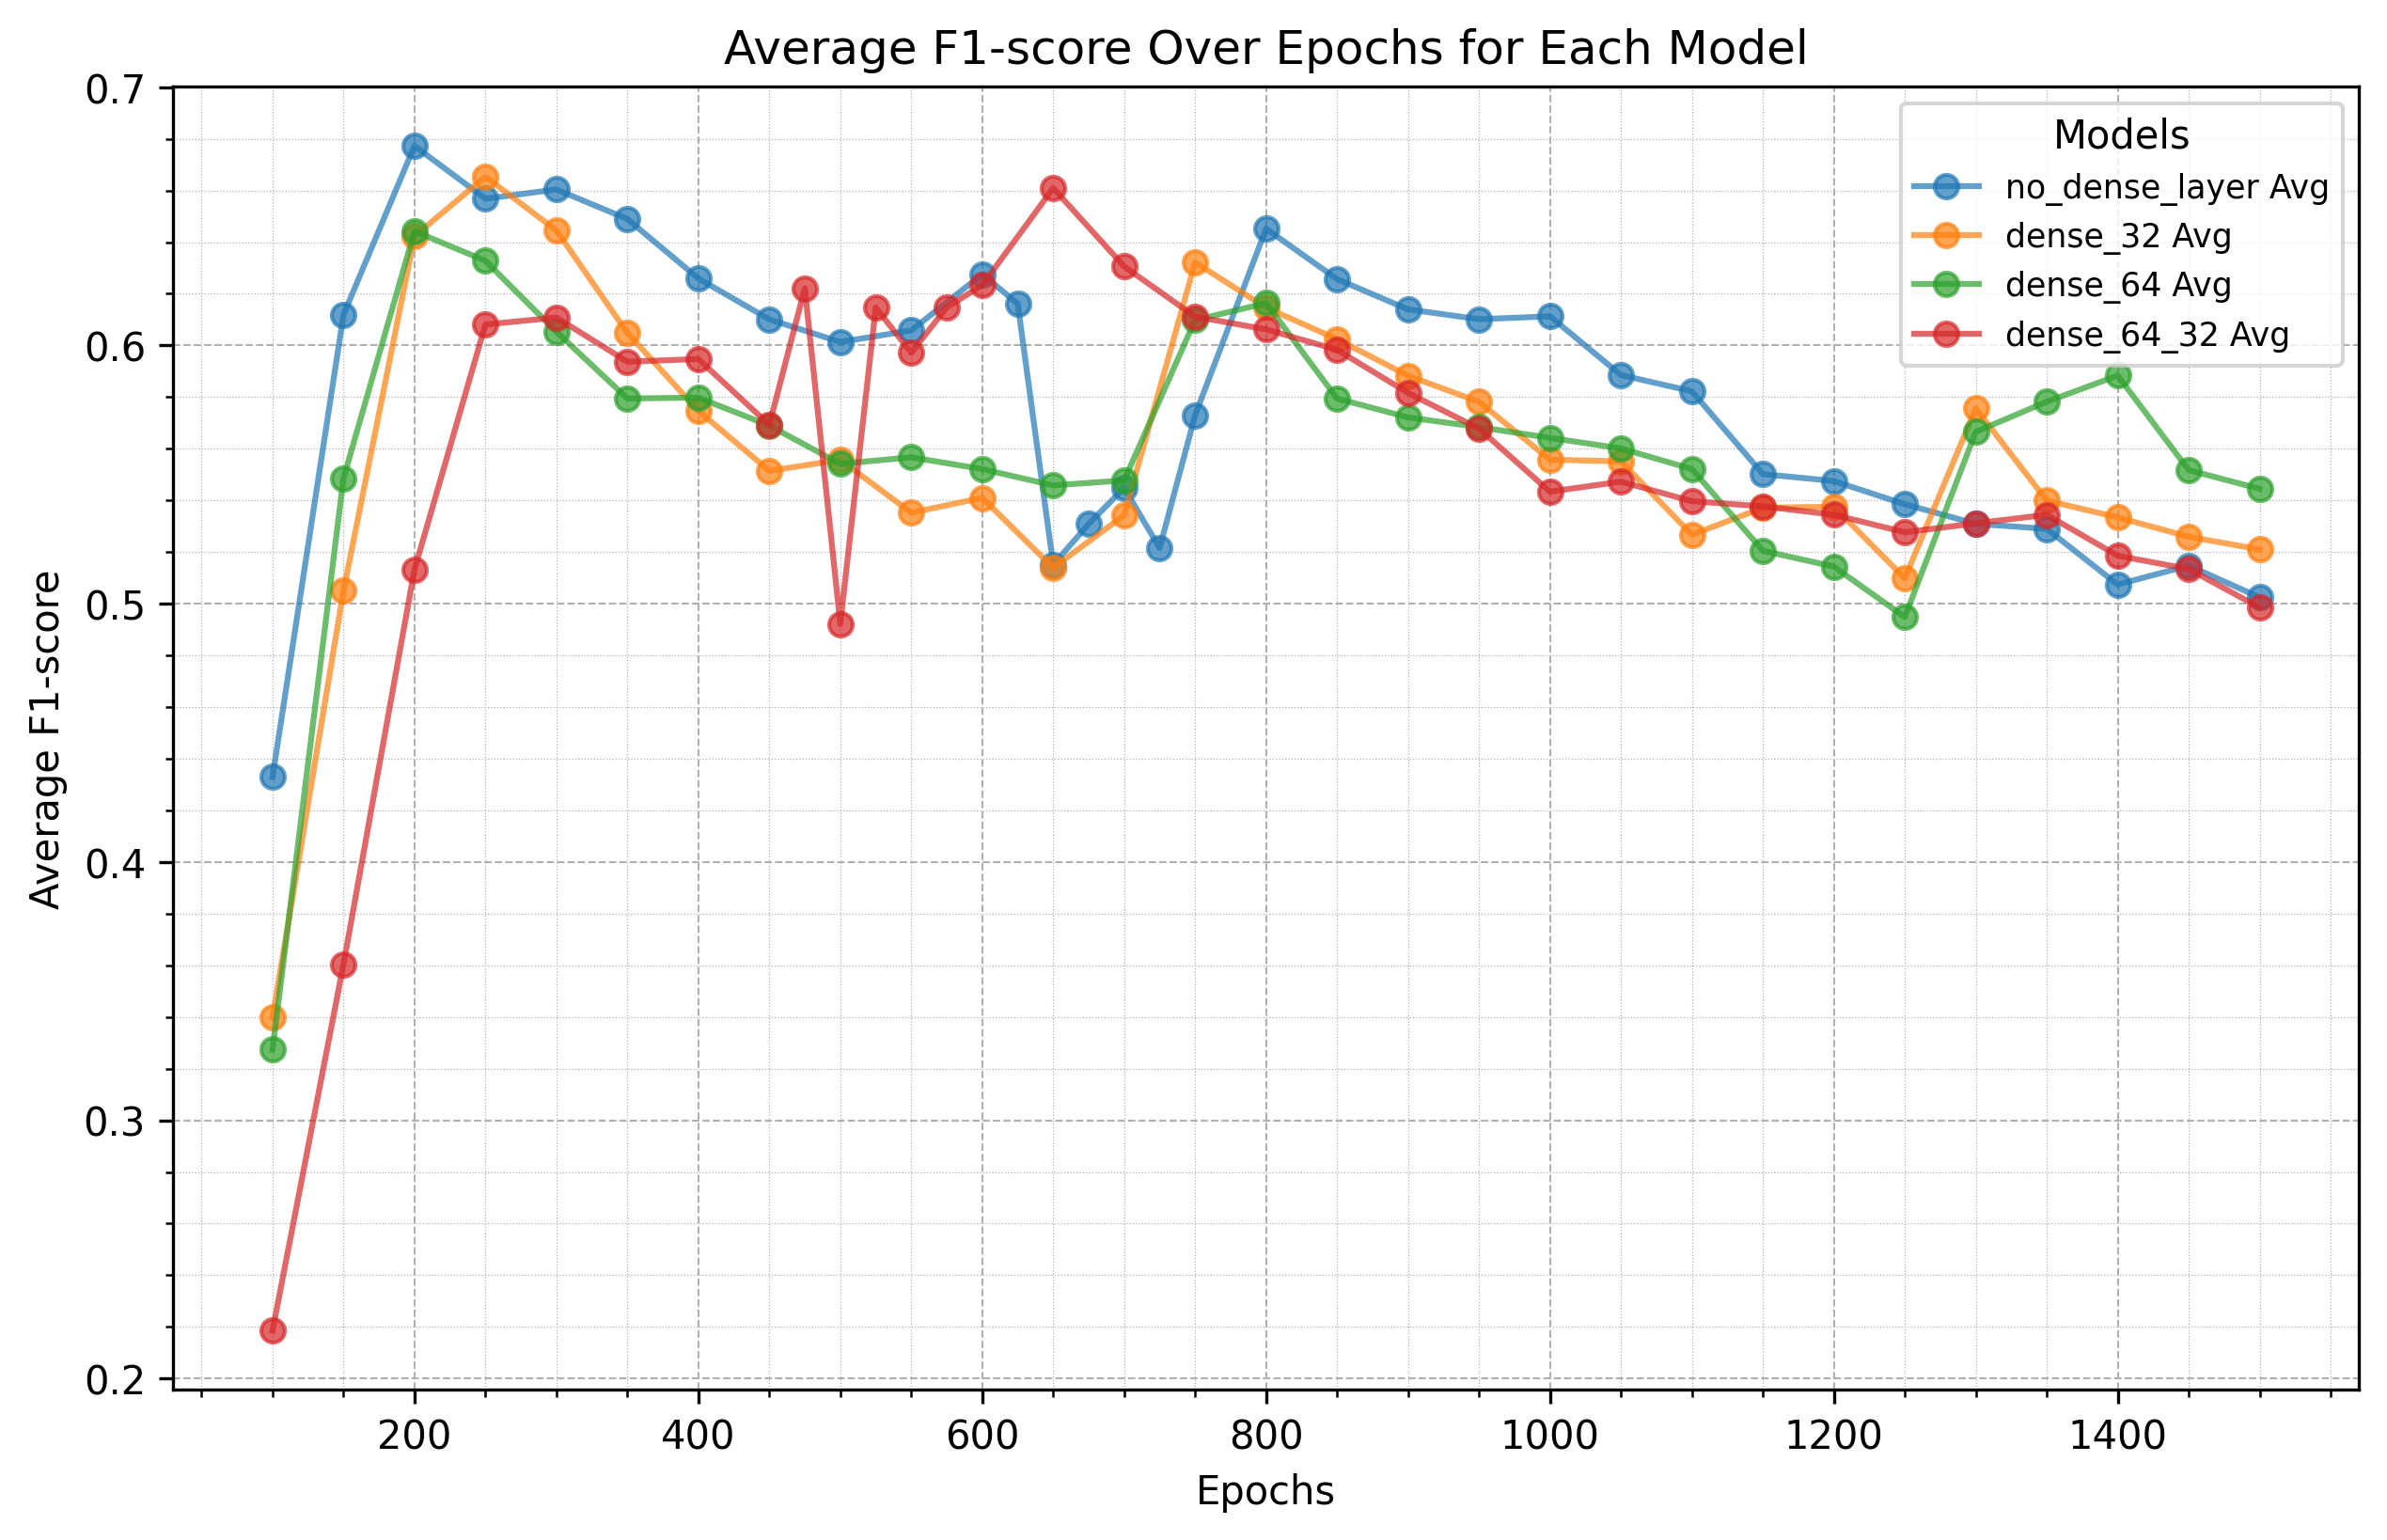 Average F1-score Over Epochs for Each Model
Average F1-score
0.7
0.6
0.5
0.4
0.3
0.2
Models
no_dense_layer Avg
dense_32 Avg
dense_64 Avg
dense_64_32 Avg
200 400 600 800 1000 1200 1400
Epochs